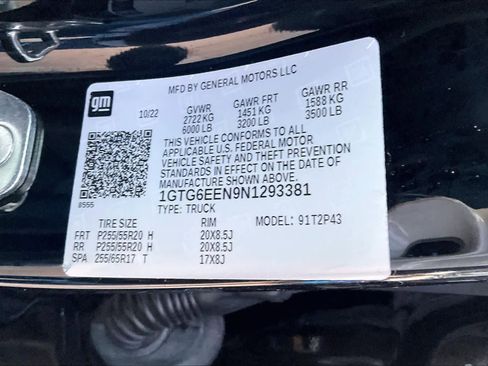 MFD BY GENERAL MOTORS LLC
gm
10/22 GVWR GAWR FRT GAWR RR
2722 KG 1451 KG 1588 KG
6000 LB 3200 LB 3500 LB
THIS VEHICLE CONFORMS TO ALL
APPLICABLE U.S. FEDERAL MOTOR
VEHICLE SAFETY AND THEFT PREVENTION
STANDARDS IN EFFECT ON THE DATE OF
MANUFACTURE SHOWN ABOVE.
8555
1GTG6EEN9N1293381
TYPE: TRUCK MODEL: 91T2P43
TIRE SIZE RIM
FRT P255/55R20 H 20X8.5J
RR P255/55R20 H 20X8.5J
SPA 255/65R17 T 17X8J